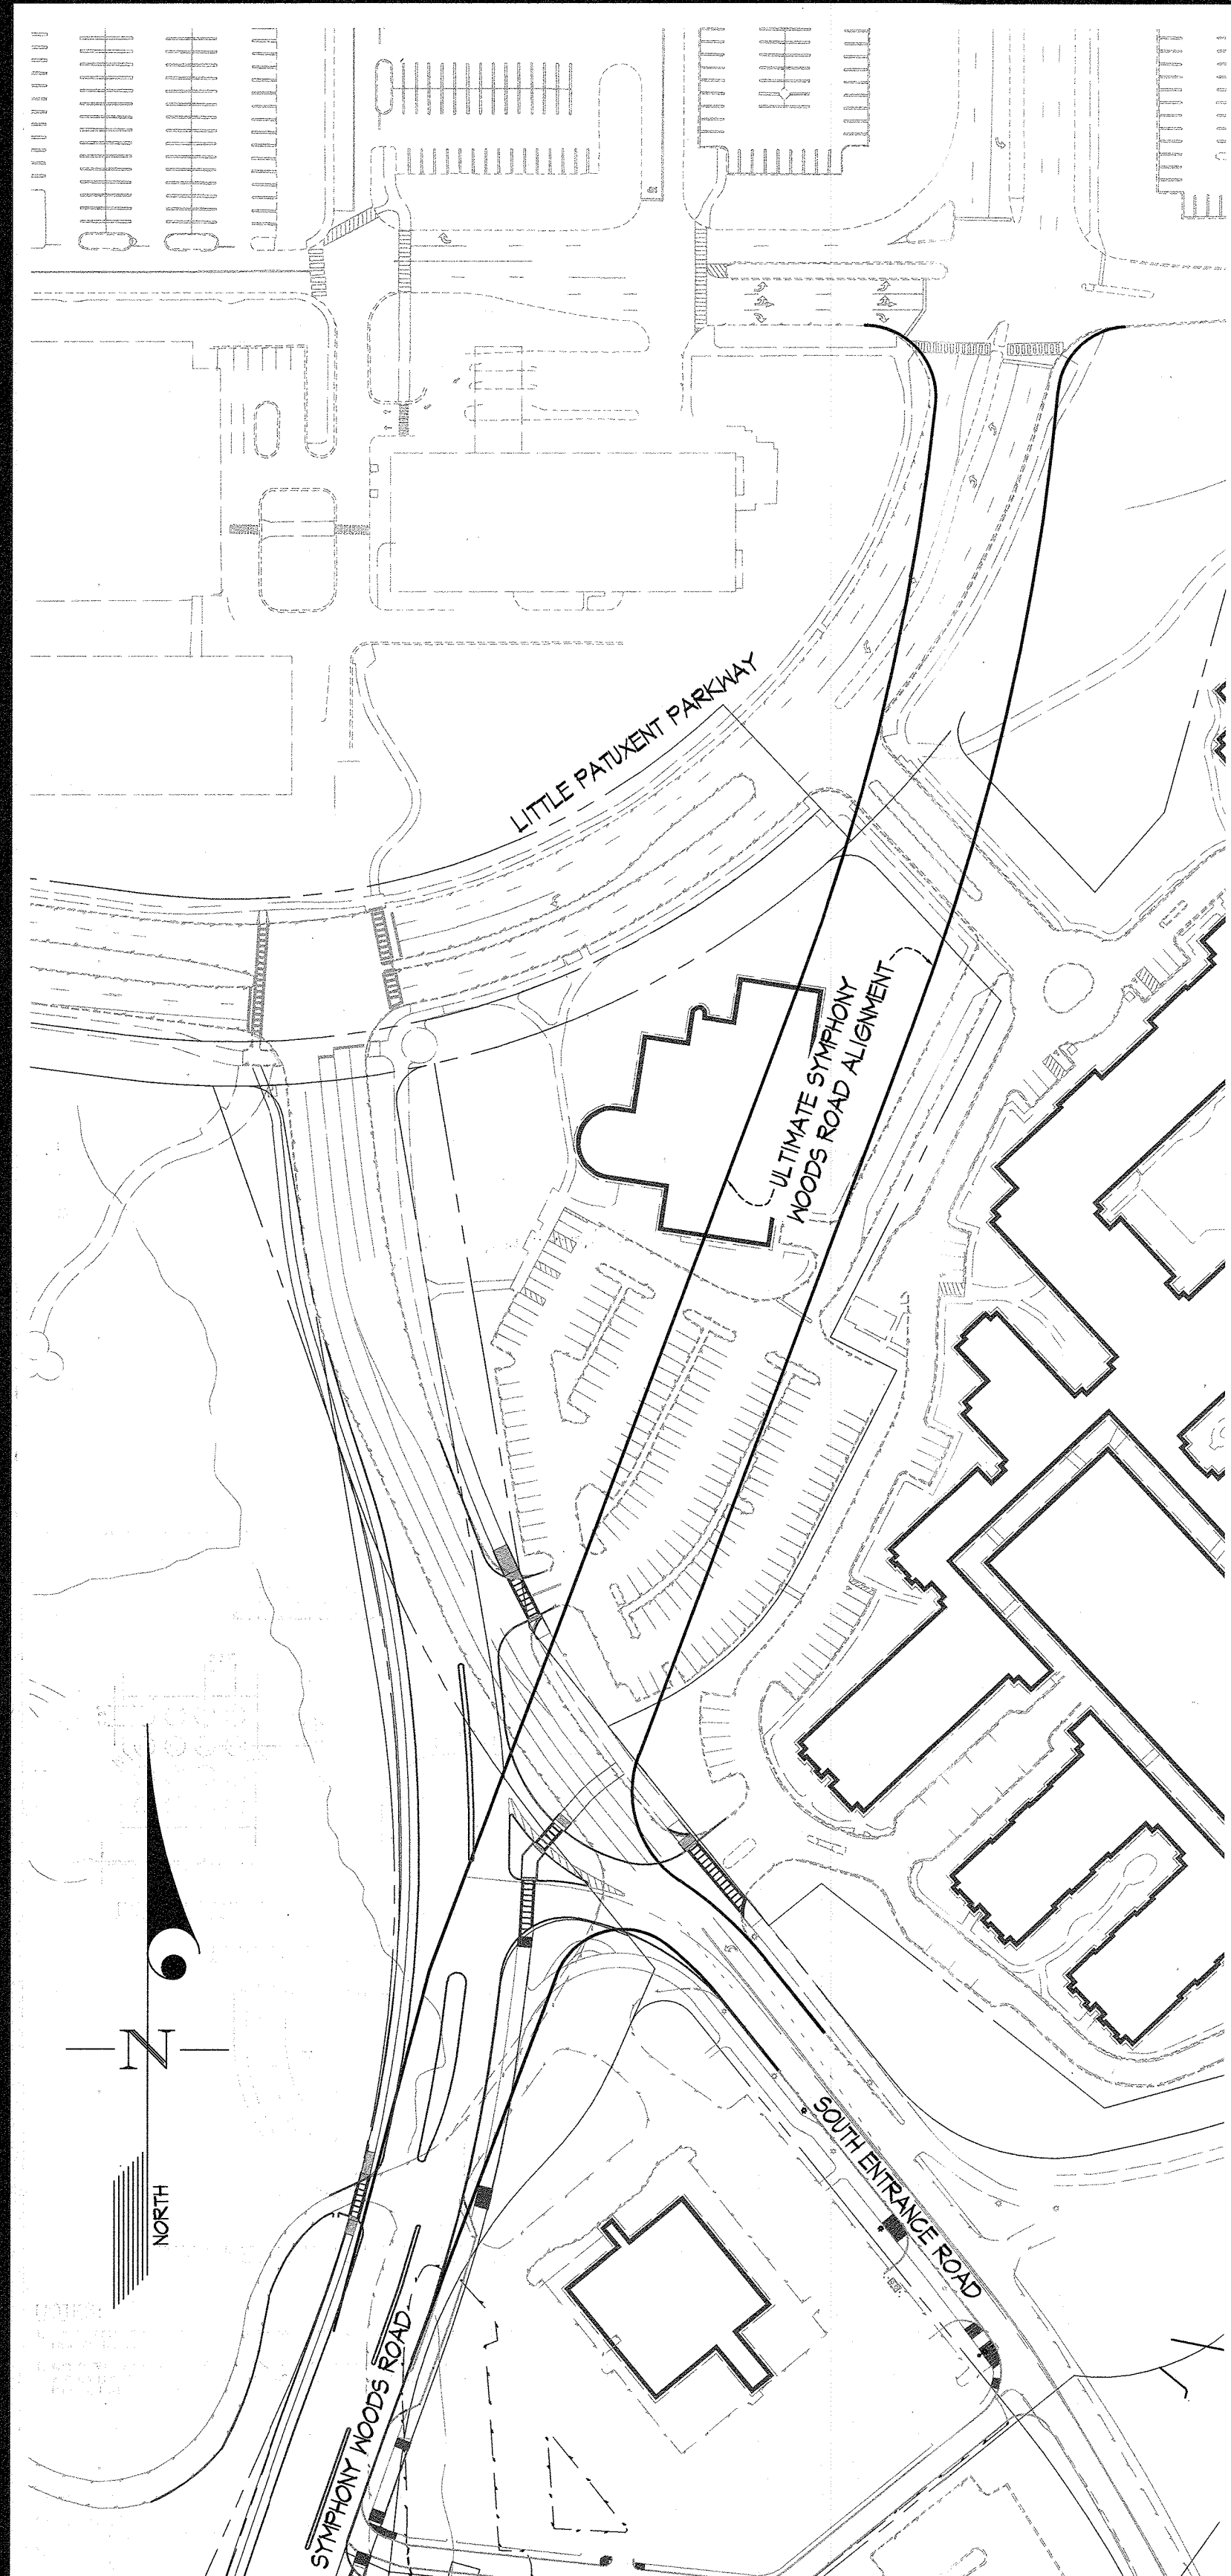 LITTLE PATUXENT PARKWAY
ULTIMATE SYMPHONY
WOODS ROAD ALIGNMENT
N
NORTH
SOUTH ENTRANCE ROAD
SYMPHONY WOODS ROAD